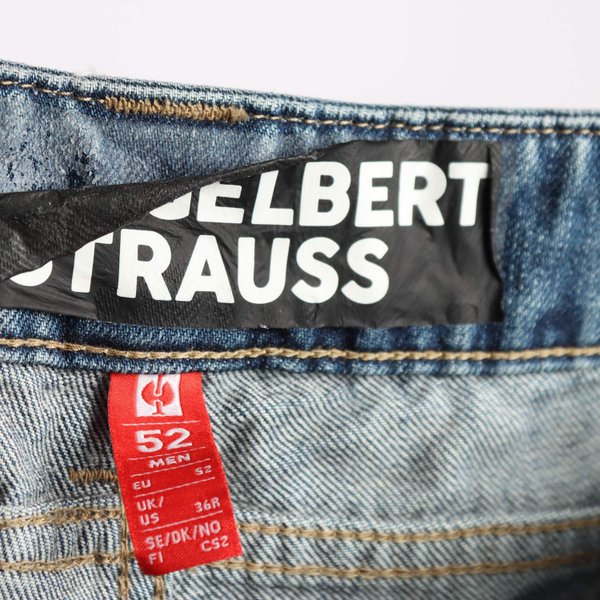 GELBERT
STRAUSS
52
MEN
EU 52
UK/
US 36R
SE/DK/NO
FI C52